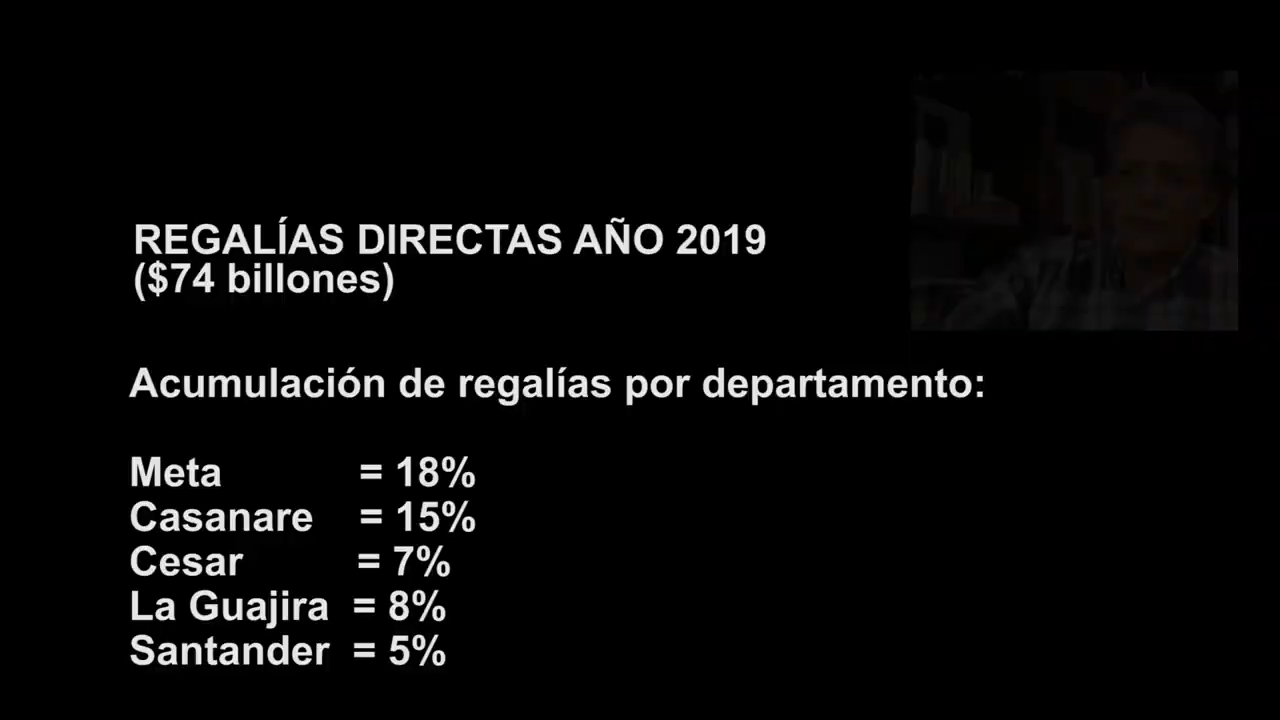 REGALÍAS DIRECTAS AÑO 2019
($74 billones)
Acumulación de regalías por departamento:
Meta = 18%
Casanare = 15%
Cesar = 7%
La Guajira = 8%
Santander = 5%